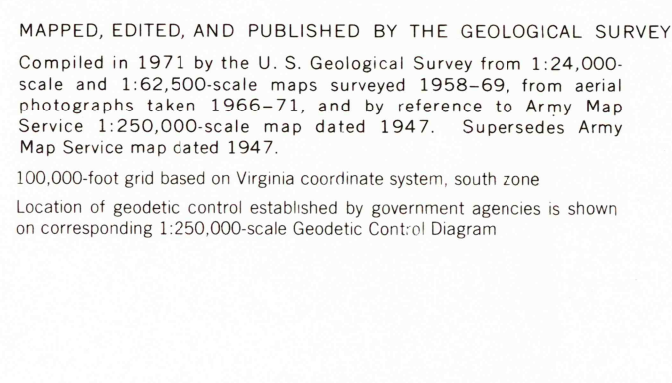 MAPPED, EDITED, AND PUBLISHED BY THE GEOLOGICAL SURVEY
Compiled in 1971 by the U. S. Geological Survey from 1:24,000-
scale and 1:62,500-scale maps surveyed 1958–69, from aerial
photographs taken 1966–71, and by reference to Army Map
Service 1:250,000-scale map dated 1947. Supersedes Army
Map Service map dated 1947.
100,000-foot grid based on Virginia coordinate system, south zone
Location of geodetic control established by government agencies is shown
on corresponding 1:250,000-scale Geodetic Control Diagram